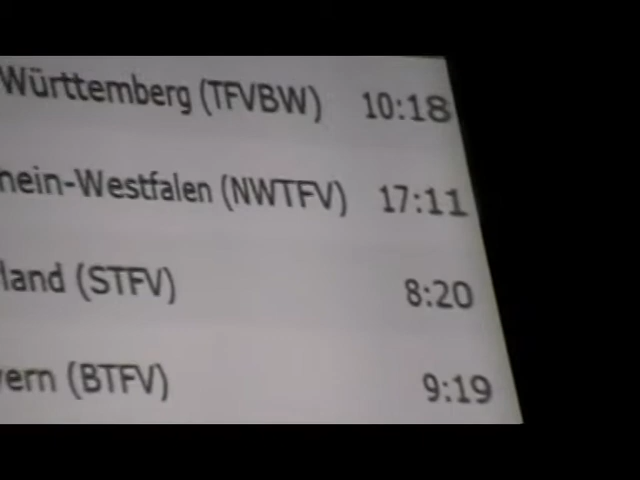 Württemberg (TFVBW) 10:18
hein-Westfalen (NWTFV) 17:11
land (STFV) 8:20
ern (BTFV) 9:19